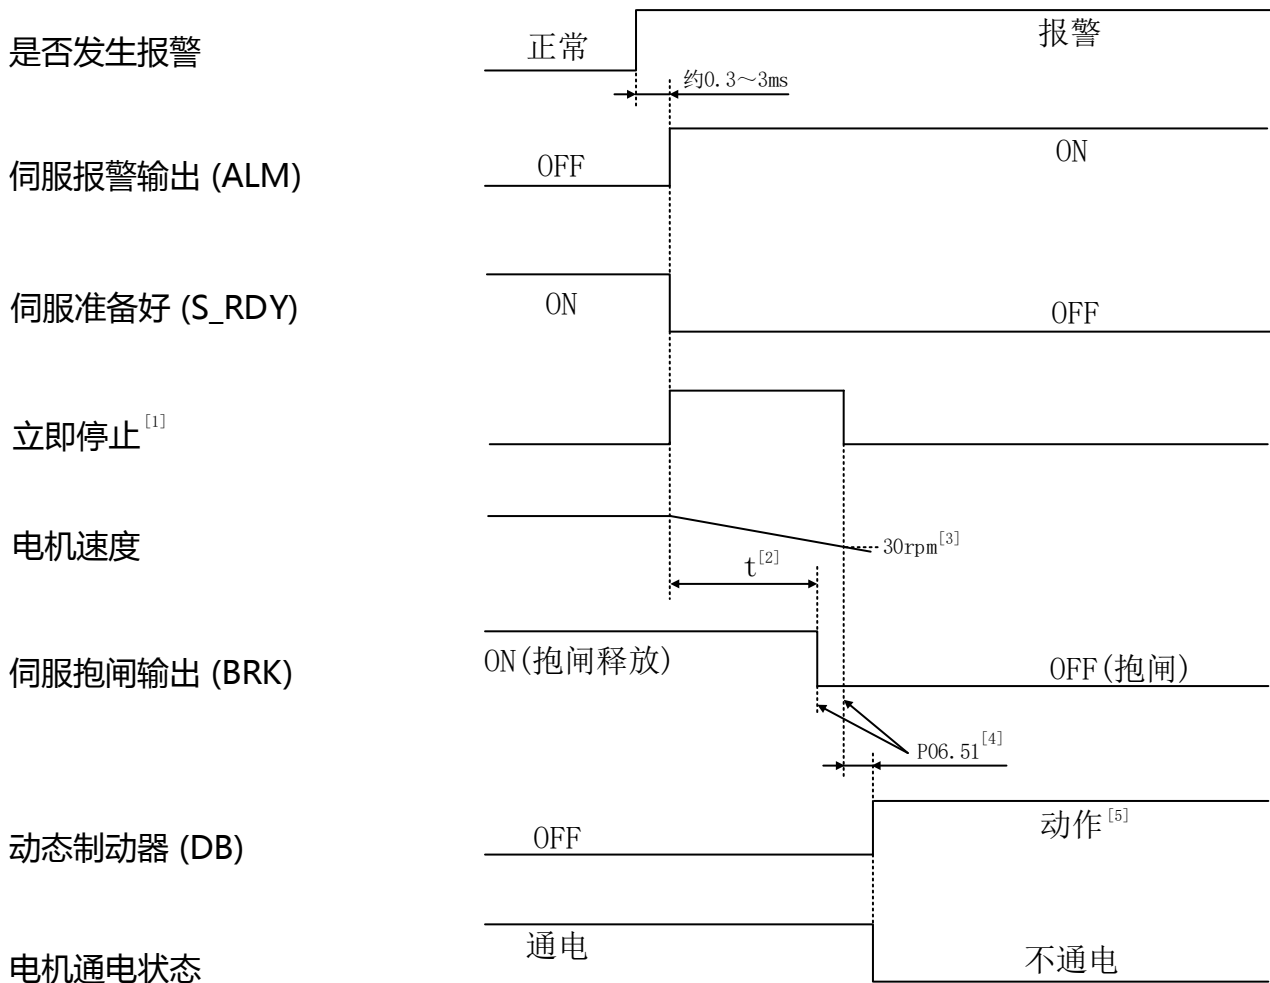 是否发生报警
正常
报警
约0.3～3ms
伺服报警输出 (ALM)
OFF
ON
伺服准备好 (S_RDY)
ON
OFF
立即停止[1]
电机速度
30rpm[3]
t[2]
伺服抱闸输出 (BRK)
ON(抱闸释放)
OFF(抱闸)
P06.51[4]
动态制动器 (DB)
OFF
动作[5]
电机通电状态
通电
不通电